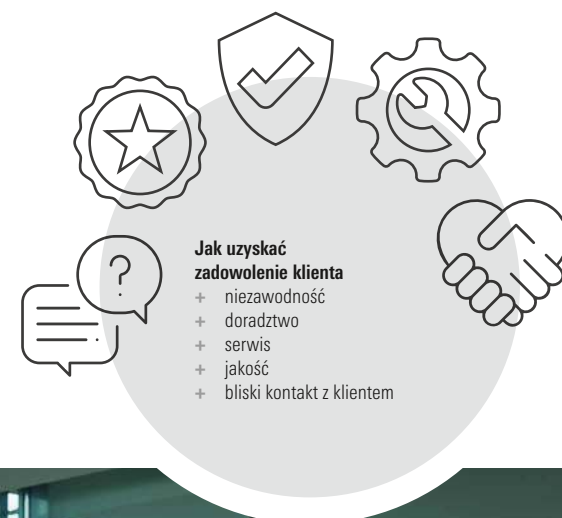 ?
Jak uzyskać
zadowolenie klienta
+ niezawodność
+ doradztwo
+ serwis
+ jakość
+ bliski kontakt z klientem